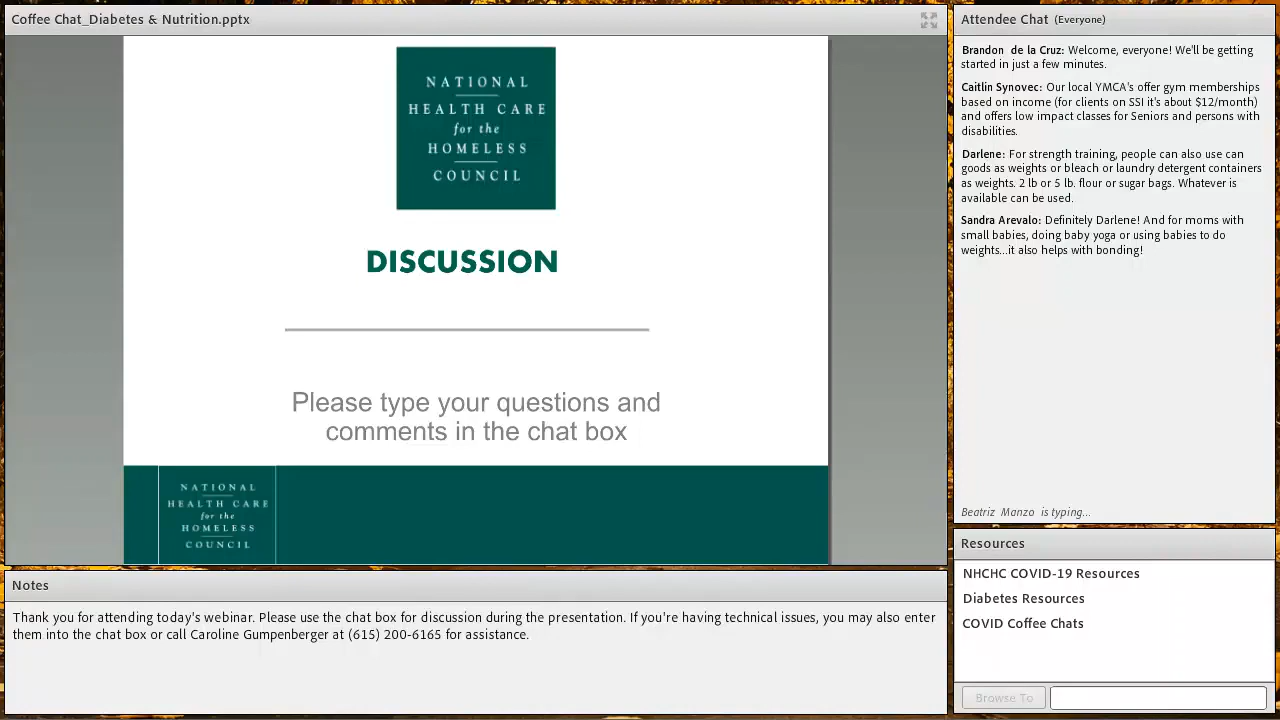 Coffee Chat_Diabetes & Nutrition.pptx
NATIONAL
HEALTH CARE
for the
HOMELESS
COUNCIL
DISCUSSION
Please type your questions and
comments in the chat box
NATIONAL
HEALTH CARE
for the
HOMELESS
COUNCIL
Notes
Thank you for attending today's webinar. Please use the chat box for discussion during the presentation. If you're having technical issues, you may also enter
them into the chat box or call Caroline Gumpenberger at (615) 200-6165 for assistance.
Attendee Chat (Everyone)
Brandon de la Cruz: Welcome, everyone! We'll be getting
started in just a few minutes.
Caitlin Synovec: Our local YMCA's offer gym memberships
based on income (for clients on SSI it's about $12/month)
and offers low impact classes for Seniors and persons with
disabilities.
Darlene: For strength training, people can also use can
goods as weights or bleach or laundry detergent containers
as weights. 2 lb or 5 lb. flour or sugar bags. Whatever is
available can be used.
Sandra Arevalo: Definitely Darlene! And for moms with
small babies, doing baby yoga or using babies to do
weights...it also helps with bonding!
Beatriz Manzo is typing...
Resources
NHCHC COVID-19 Resources
Diabetes Resources
COVID Coffee Chats
Browse To